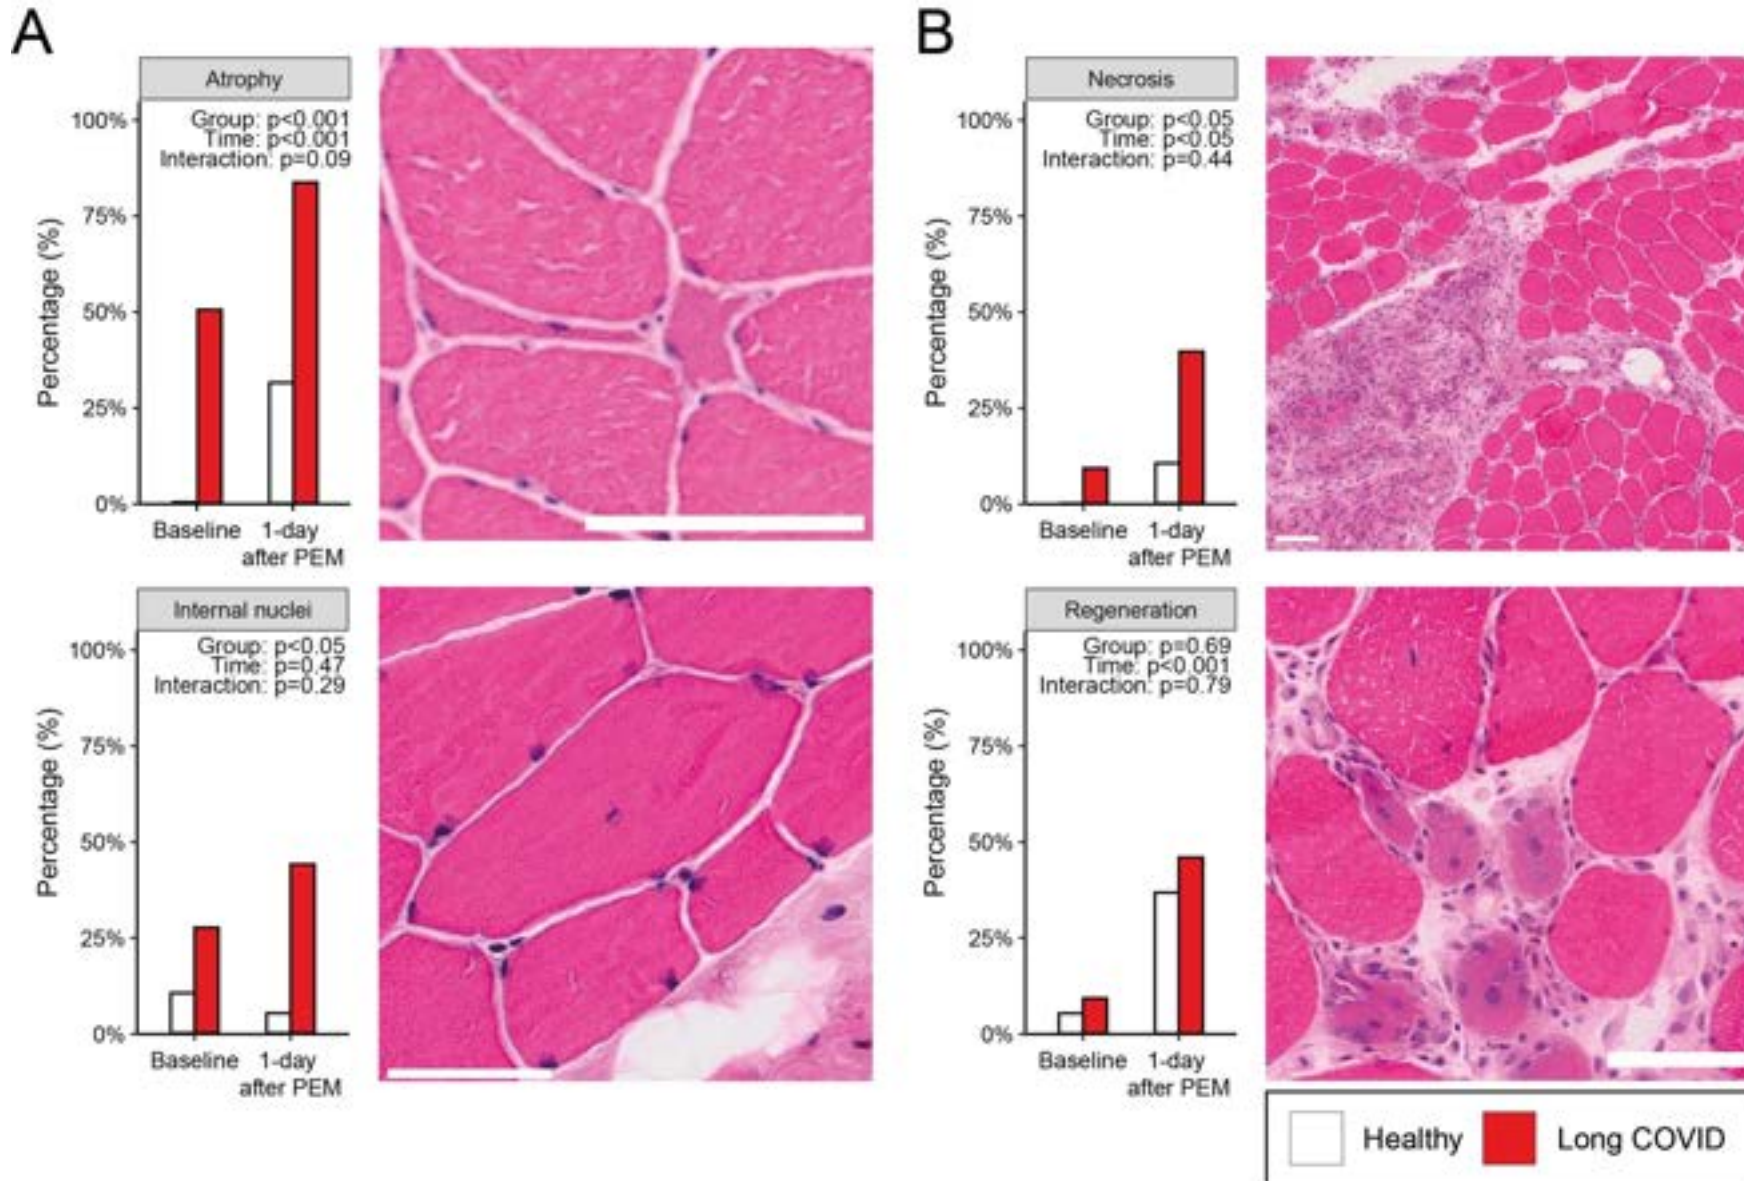 A
Atrophy
Group: p<0.001
Time: p<0.001
Interaction: p=0.09
100%
75%
50%
25%
0%
Percentage (%)
Baseline 1-day
after PEM
Internal nuclei
Group: p<0.05
Time: p=0.47
Interaction: p=0.29
100%
75%
50%
25%
0%
Percentage (%)
Baseline 1-day
after PEM
B
Necrosis
Group: p<0.05
Time: p<0.05
Interaction: p=0.44
100%
75%
50%
25%
0%
Percentage (%)
Baseline 1-day
after PEM
Regeneration
Group: p=0.69
Time: p<0.001
Interaction: p=0.79
100%
75%
50%
25%
0%
Percentage (%)
Baseline 1-day
after PEM
Healthy Long COVID